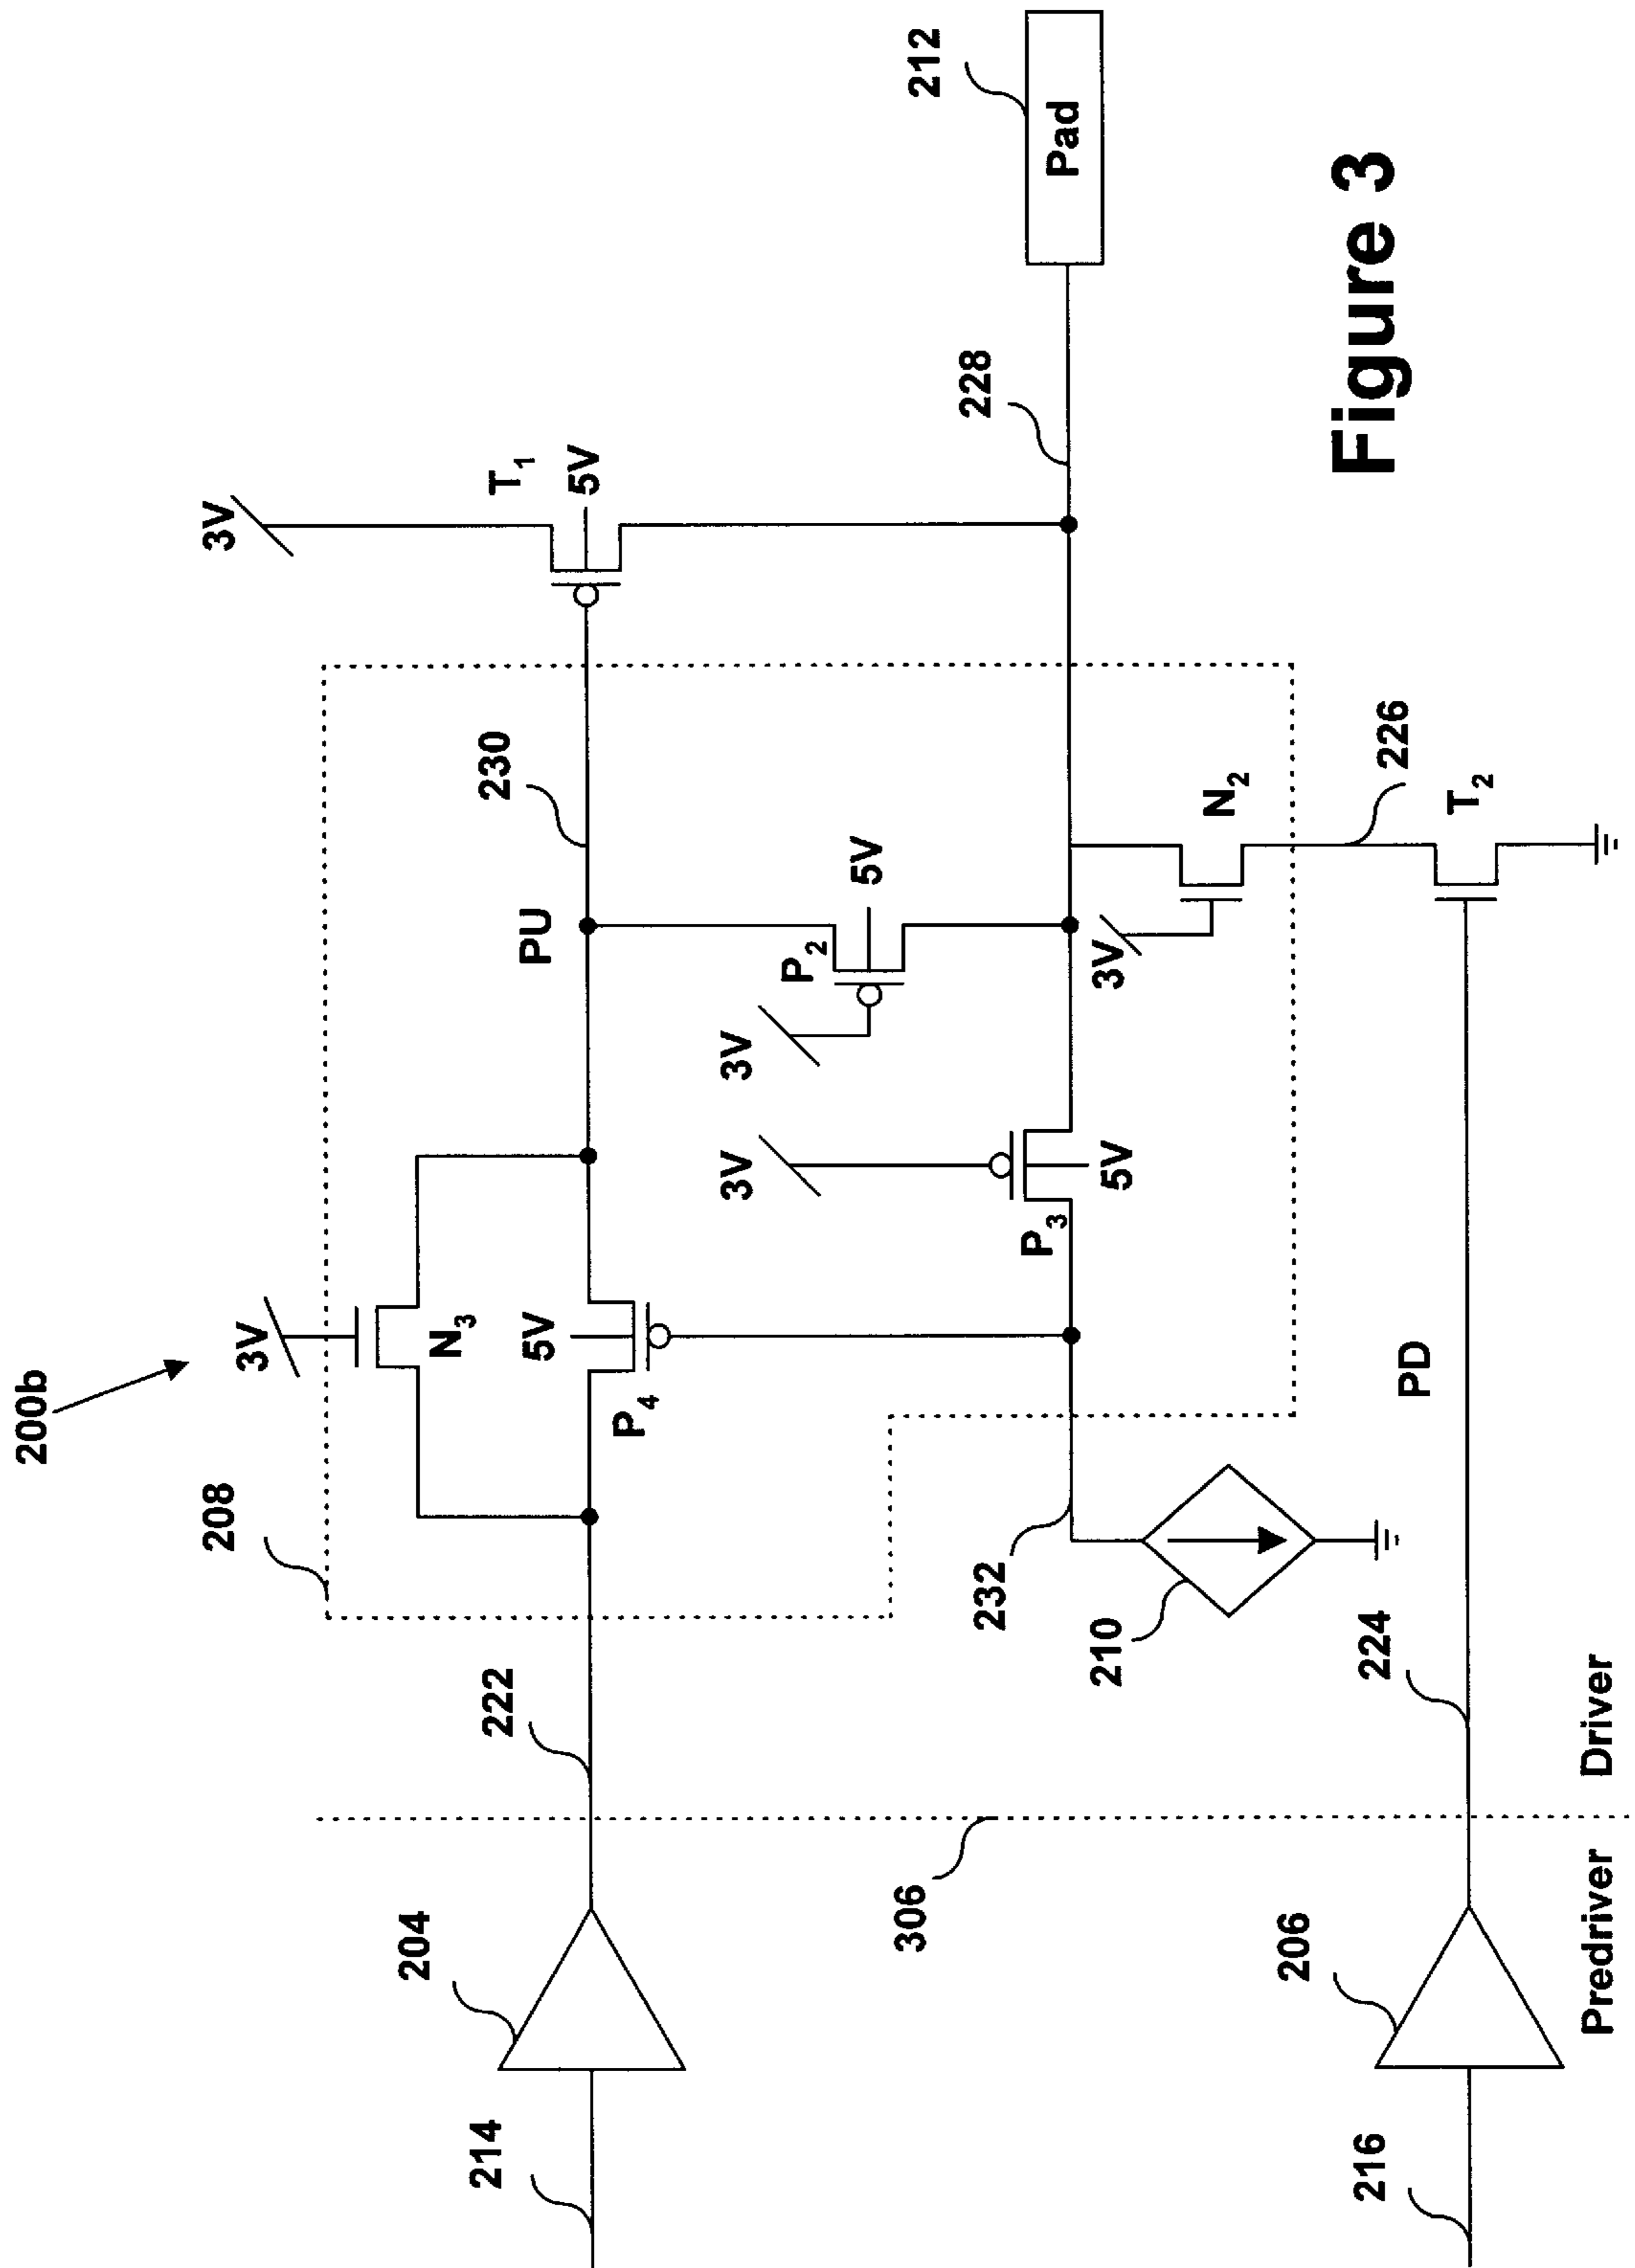 200b
208
3V
3V
N3
T1
5V
5V
P4
PU
230
204
222
214
3V
3V
P2
5V
228
212
Pad
P3
5V
232
3V
N2
210
306
226
PD
T2
224
206
216
Predriver
Driver
Figure 3